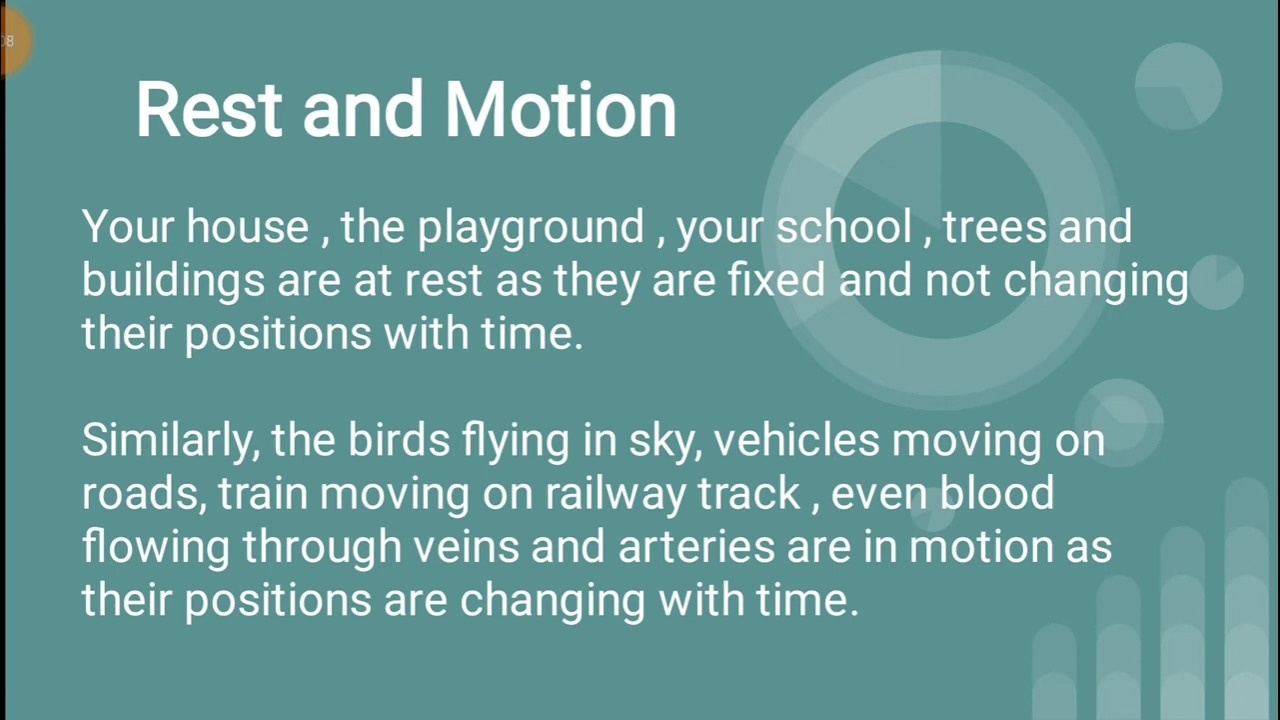 08
Rest and Motion
Your house , the playground , your school , trees and
buildings are at rest as they are fixed and not changing
their positions with time.
Similarly, the birds flying in sky, vehicles moving on
roads, train moving on railway track , even blood
flowing through veins and arteries are in motion as
their positions are changing with time.